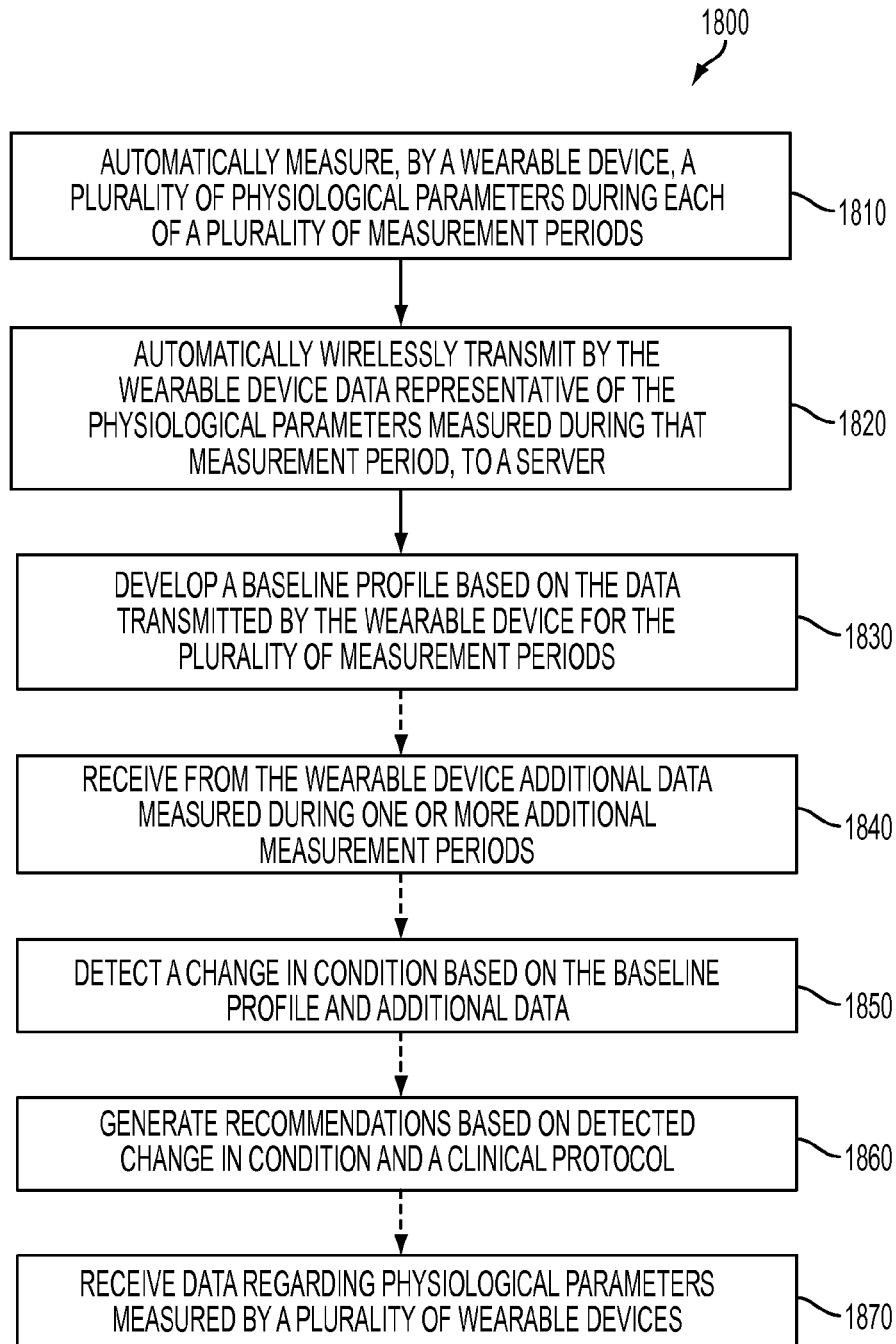 1800
AUTOMATICALLY MEASURE, BY A WEARABLE DEVICE, A
PLURALITY OF PHYSIOLOGICAL PARAMETERS DURING EACH
OF A PLURALITY OF MEASUREMENT PERIODS
1810
AUTOMATICALLY WIRELESSLY TRANSMIT BY THE
WEARABLE DEVICE DATA REPRESENTATIVE OF THE
PHYSIOLOGICAL PARAMETERS MEASURED DURING THAT
MEASUREMENT PERIOD, TO A SERVER
1820
DEVELOP A BASELINE PROFILE BASED ON THE DATA
TRANSMITTED BY THE WEARABLE DEVICE FOR THE
PLURALITY OF MEASUREMENT PERIODS
1830
RECEIVE FROM THE WEARABLE DEVICE ADDITIONAL DATA
MEASURED DURING ONE OR MORE ADDITIONAL
MEASUREMENT PERIODS
1840
DETECT A CHANGE IN CONDITION BASED ON THE BASELINE
PROFILE AND ADDITIONAL DATA
1850
GENERATE RECOMMENDATIONS BASED ON DETECTED
CHANGE IN CONDITION AND A CLINICAL PROTOCOL
1860
RECEIVE DATA REGARDING PHYSIOLOGICAL PARAMETERS
MEASURED BY A PLURALITY OF WEARABLE DEVICES
1870